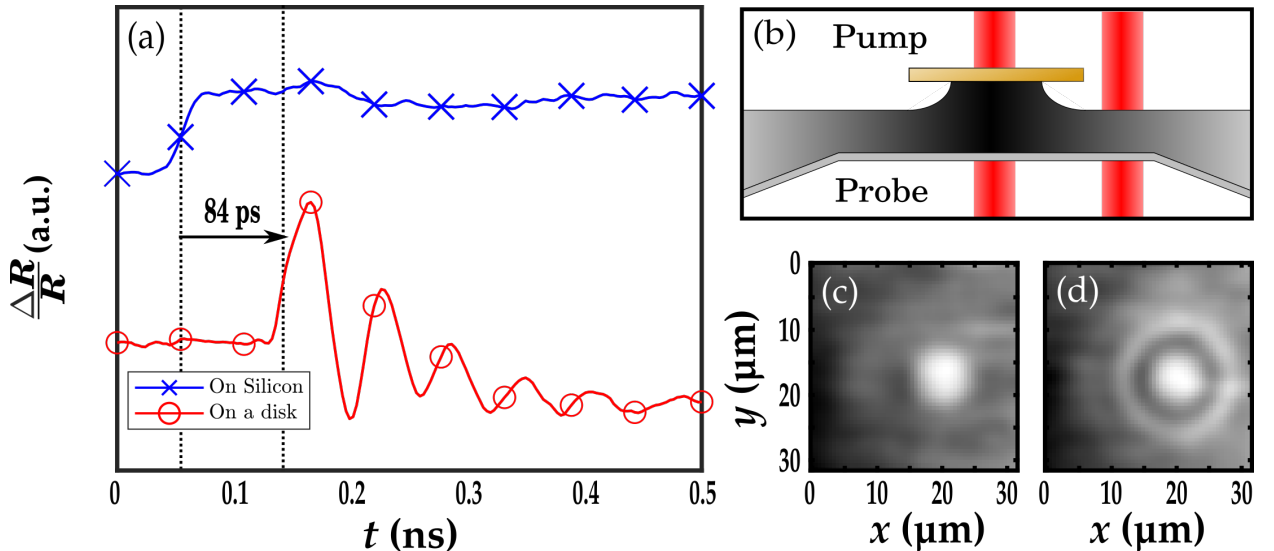 (a)
84 ps
ΔR/R (a.u.)
On Silicon
On a disk
0 0.1 0.2 0.3 0.4 0.5
t (ns)
(b)
Pump
Probe
(c)
(d)
0
10
20
30
y (μm)
0 10 20 30
0 10 20 30
x (μm)
x (μm)